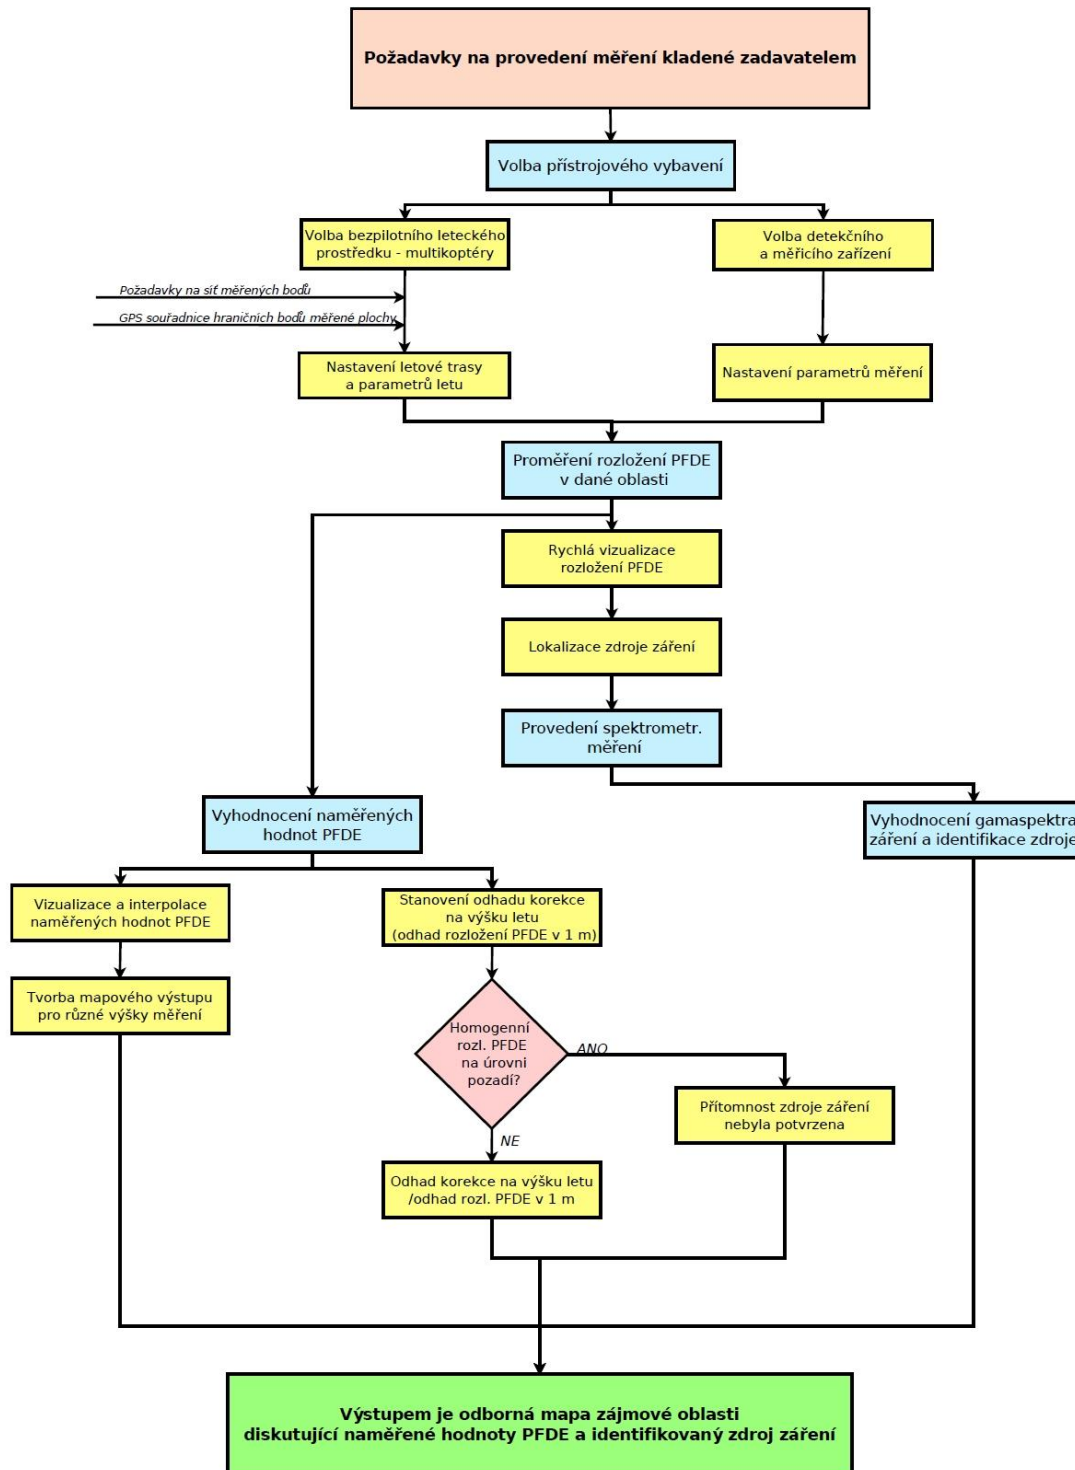 Požadavky na provedení měření kladené zadavatelem
Volba přístrojového vybavení
Volba bezpilotního leteckého
prostředku - multikoptéry
Volba detekčního
a měřicího zařízení
Požadavky na síť měřených bodů
GPS souřadnice hraničních bodů měřené plochy
Nastavení letové trasy
a parametrů letu
Nastavení parametrů měření
Proměření rozložení PFDE
v dané oblasti
Rychlá vizualizace
rozložení PFDE
Lokalizace zdroje záření
Provedení spektrometr.
měření
Vyhodnocení naměřených
hodnot PFDE
Vyhodnocení gamaspektra
záření a identifikace zdroje
Vizualizace a interpolace
naměřených hodnot PFDE
Stanovení odhadu korekce
na výšku letu
(odhad rozložení PFDE v 1 m)
Tvorba mapového výstupu
pro různé výšky měření
Homogenní
rozl. PFDE
na úrovni
pozadí?
ANO
Přítomnost zdroje záření
nebyla potvrzena
NE
Odhad korekce na výšku letu
/odhad rozl. PFDE v 1 m
Výstupem je odborná mapa zájmové oblasti
diskutující naměřené hodnoty PFDE a identifikovaný zdroj záření